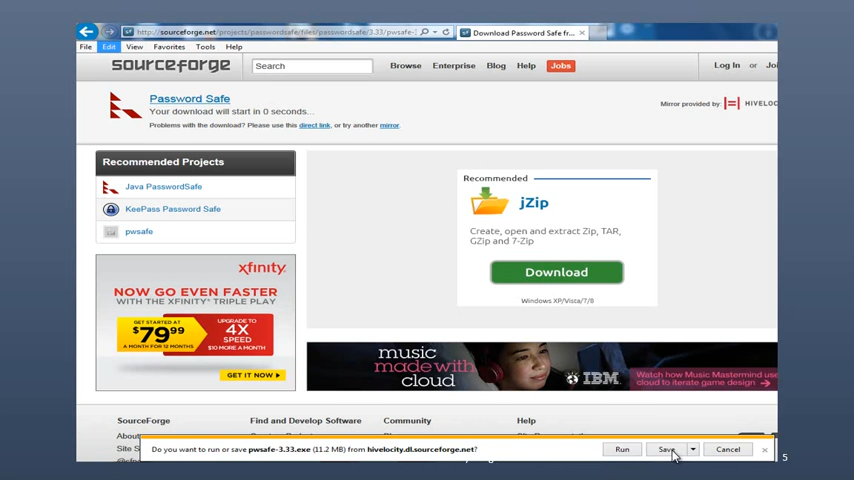 http://sourceforge.net/projects/passwordsafe/files/passwordsafe/3.33/pwsafe-
Download Password Safe fr...
File Edit View Favorites Tools Help
sourceforge
Search
Browse Enterprise Blog Help Jobs
Log In or Joi
Password Safe
Your download will start in 0 seconds...
Problems with the download? Please use this direct link, or try another mirror.
Mirror provided by: HIVELOC
Recommended Projects
Java PasswordSafe
KeePass Password Safe
pwsafe
Recommended
jZip
Create, open and extract Zip, TAR,
GZip and 7-Zip
Download
Windows XP/Vista/7/8
xfinity.
NOW GO EVEN FASTER
WITH THE XFINITY TRIPLE PLAY
GET STARTED AT
$79.99
A MONTH FOR 12 MONTHS
UPGRADE TO
4X
SPEED
$10 MORE A MONTH
GET IT NOW
music
made with
cloud
IBM
Watch how Music Mastermind use
cloud to iterate game design
SourceForge Find and Develop Software Community Help
About
Site S
Do you want to run or save pwsafe-3.33.exe (11.2 MB) from hivelocity.dl.sourceforge.net?
Run Save Cancel
5